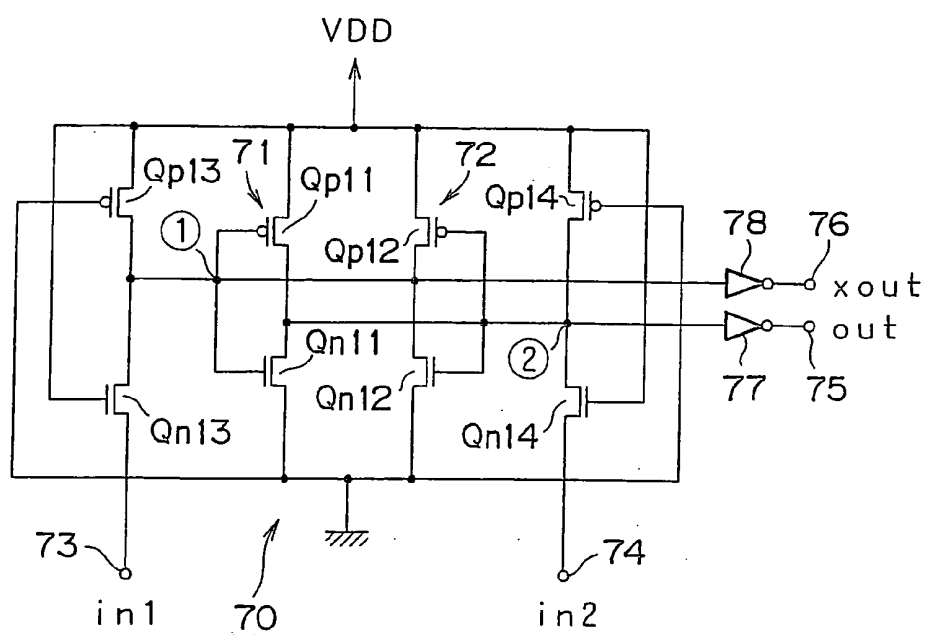 VDD
71
72
Qp13
Qp11
Qp14
①
Qp12
78
76
xout
out
Qn11
②
Qn12
77
75
Qn13
Qn14
73
74
in1
70
in2